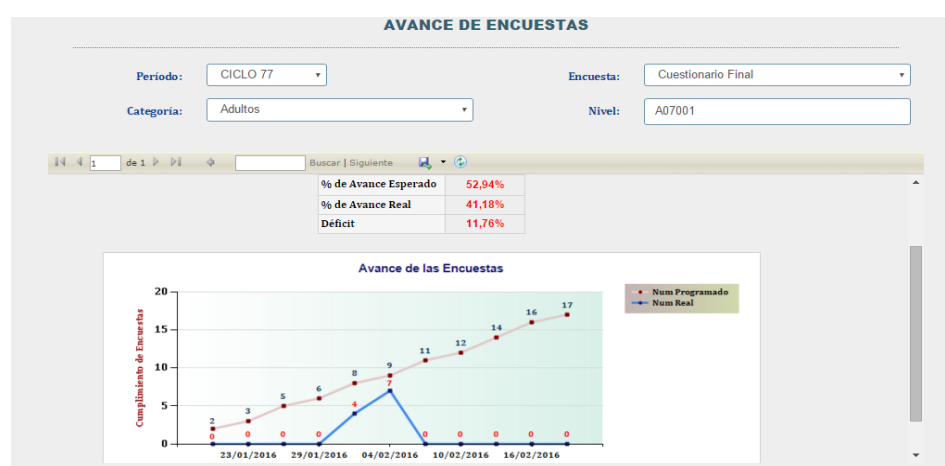 AVANCE DE ENCUESTAS
Período: CICLO 77 Encuesta: Cuestionario Final
Categoría: Adultos Nivel: A07001
1 de 1 Buscar | Siguiente
% de Avance Esperado 52,94%
% de Avance Real 41,18%
Déficit 11,76%
Avance de las Encuestas
Cumplimiento de Encuestas
20
15
10
5
0
2 3 5 6 8 9 11 12 14 16 17
0 0 0 0 4 7 0 0 0 0 0
23/01/2016 29/01/2016 04/02/2016 10/02/2016 16/02/2016
Num Programado
Num Real